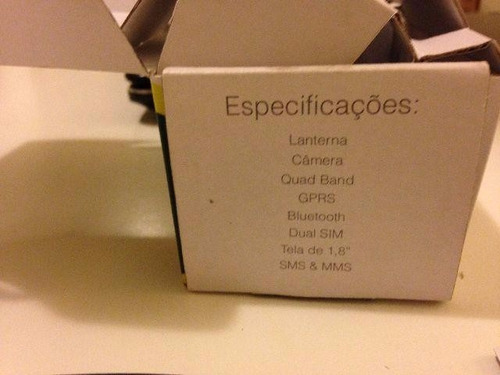 Especificações:
Lanterna
Câmera
Quad Band
GPRS
Bluetooth
Dual SIM
Tela de 1,8"
SMS & MMS